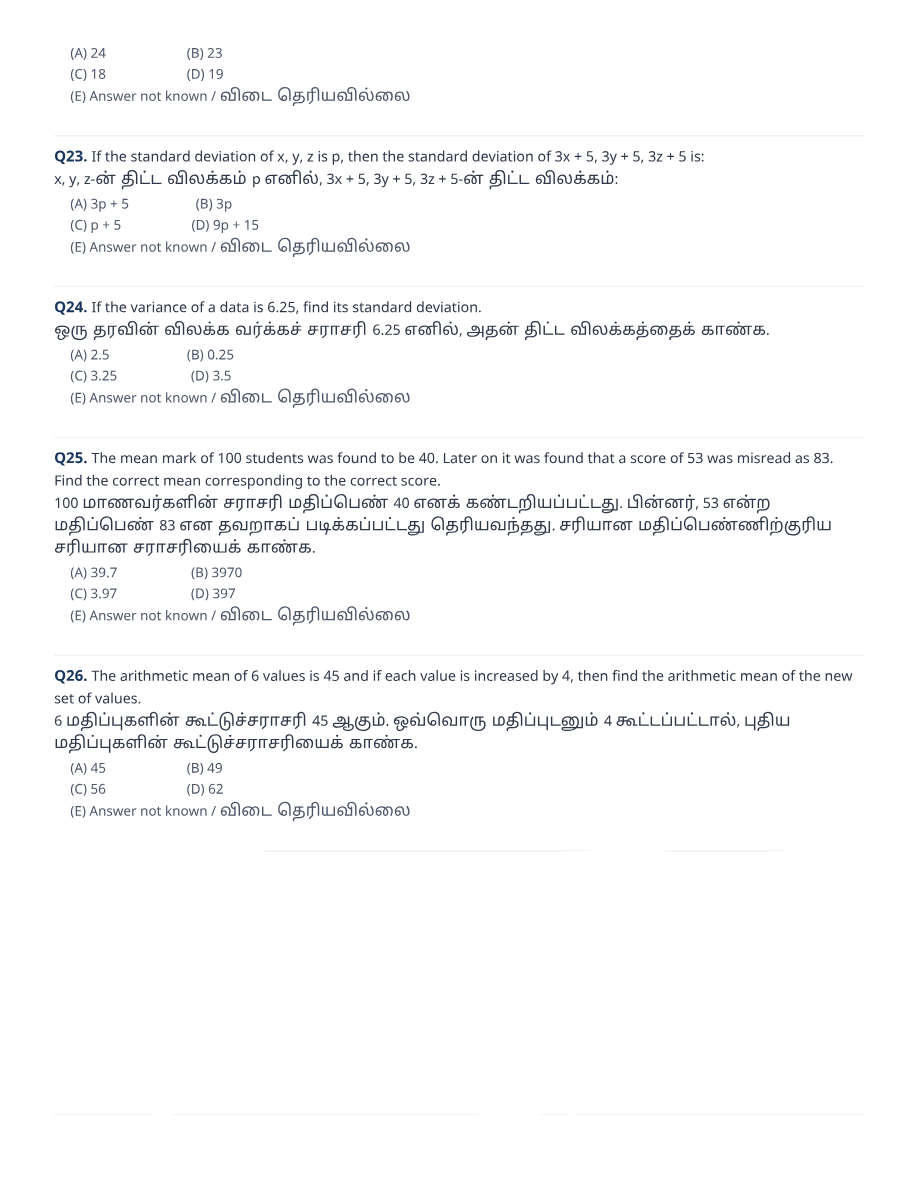 (A) 24 (B) 23
(C) 18 (D) 19
(E) Answer not known / விடை தெரியவில்லை
Q23. If the standard deviation of x, y, z is p, then the standard deviation of 3x + 5, 3y + 5, 3z + 5 is:
x, y, z-ன் திட்ட விலக்கம் p எனில், 3x + 5, 3y + 5, 3z + 5-ன் திட்ட விலக்கம்:
(A) 3p + 5 (B) 3p
(C) p + 5 (D) 9p + 15
(E) Answer not known / விடை தெரியவில்லை
Q24. If the variance of a data is 6.25, find its standard deviation.
ஒரு தரவின் விலக்க வர்க்கச் சராசரி 6.25 எனில், அதன் திட்ட விலக்கத்தைக் காண்க.
(A) 2.5 (B) 0.25
(C) 3.25 (D) 3.5
(E) Answer not known / விடை தெரியவில்லை
Q25. The mean mark of 100 students was found to be 40. Later on it was found that a score of 53 was misread as 83.
Find the correct mean corresponding to the correct score.
100 மாணவர்களின் சராசரி மதிப்பெண் 40 எனக் கண்டறியப்பட்டது. பின்னர், 53 என்ற
மதிப்பெண் 83 என தவறாகப் படிக்கப்பட்டது தெரியவந்தது. சரியான மதிப்பெண்ணிற்குரிய
சரியான சராசரியைக் காண்க.
(A) 39.7 (B) 3970
(C) 3.97 (D) 397
(E) Answer not known / விடை தெரியவில்லை
Q26. The arithmetic mean of 6 values is 45 and if each value is increased by 4, then find the arithmetic mean of the new
set of values.
6 மதிப்புகளின் கூட்டுச்சராசரி 45 ஆகும். ஒவ்வொரு மதிப்புடனும் 4 கூட்டப்பட்டால், புதிய
மதிப்புகளின் கூட்டுச்சராசரியைக் காண்க.
(A) 45 (B) 49
(C) 56 (D) 62
(E) Answer not known / விடை தெரியவில்லை